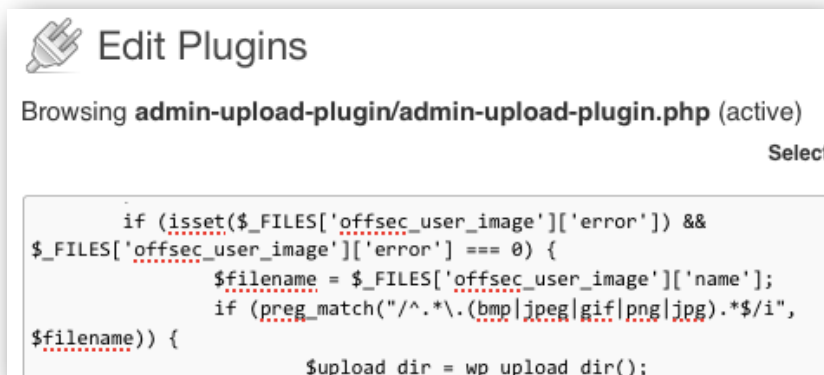 Edit Plugins
Browsing admin-upload-plugin/admin-upload-plugin.php (active)
Select
if (isset($_FILES['offsec_user_image']['error']) &&
$_FILES['offsec_user_image']['error'] === 0) {
$filename = $_FILES['offsec_user_image']['name'];
if (preg_match("/^.*\.(bmp|jpeg|gif|png|jpg).*$/i",
$filename)) {
$upload_dir = wp_upload_dir();